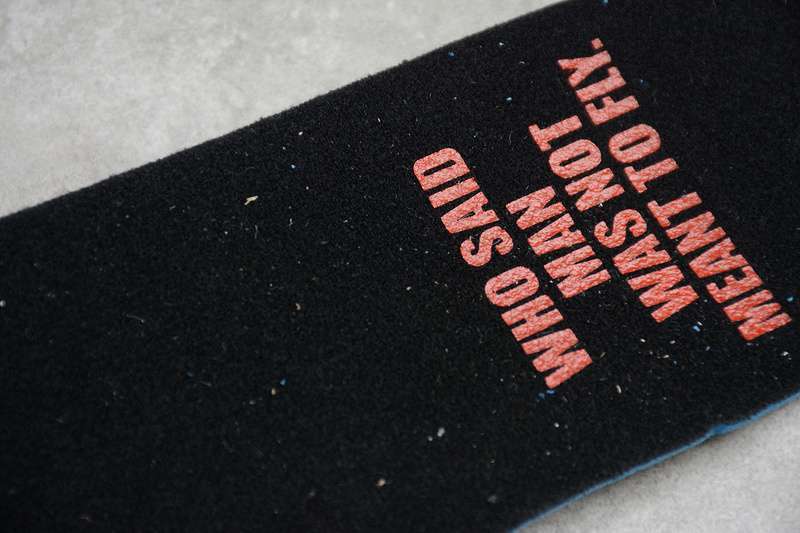 WHO SAID
MAN
WAS NOT
MEANT TO FLY.